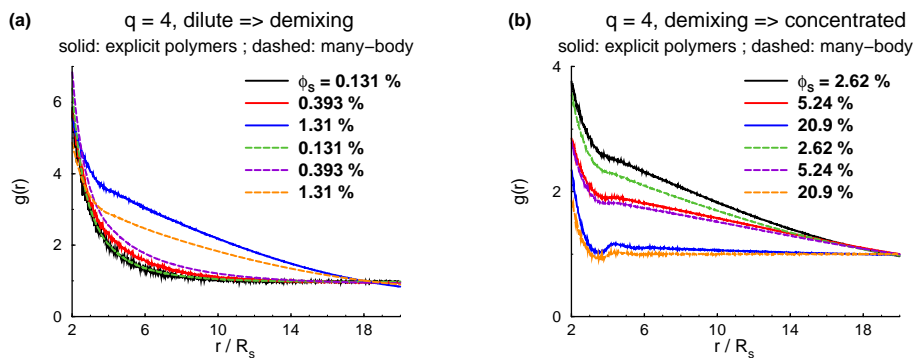 (a)
q = 4, dilute => demixing
solid: explicit polymers ; dashed: many−body
ϕs = 0.131 %
0.393 %
1.31 %
0.131 %
0.393 %
1.31 %
g(r)
6
4
2
0
2
6
10
14
18
r / Rs
(b)
q = 4, demixing => concentrated
solid: explicit polymers ; dashed: many−body
ϕs = 2.62 %
5.24 %
20.9 %
2.62 %
5.24 %
20.9 %
g(r)
4
2
0
2
6
10
14
18
r / Rs